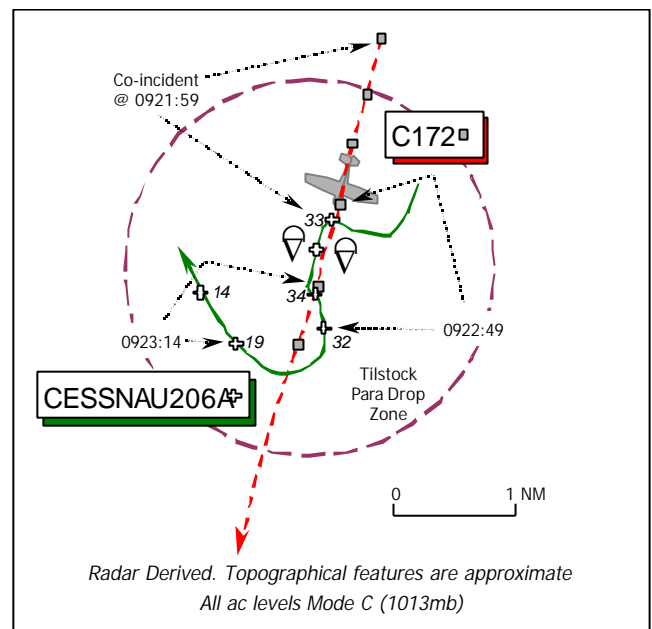 Co-incident
@ 0921:59
C172
33
14
34
0923:14
19
32
0922:49
Tilstock
Para Drop
Zone
CESSNAU206A
0 1 NM
Radar Derived. Topographical features are approximate
All ac levels Mode C (1013mb)